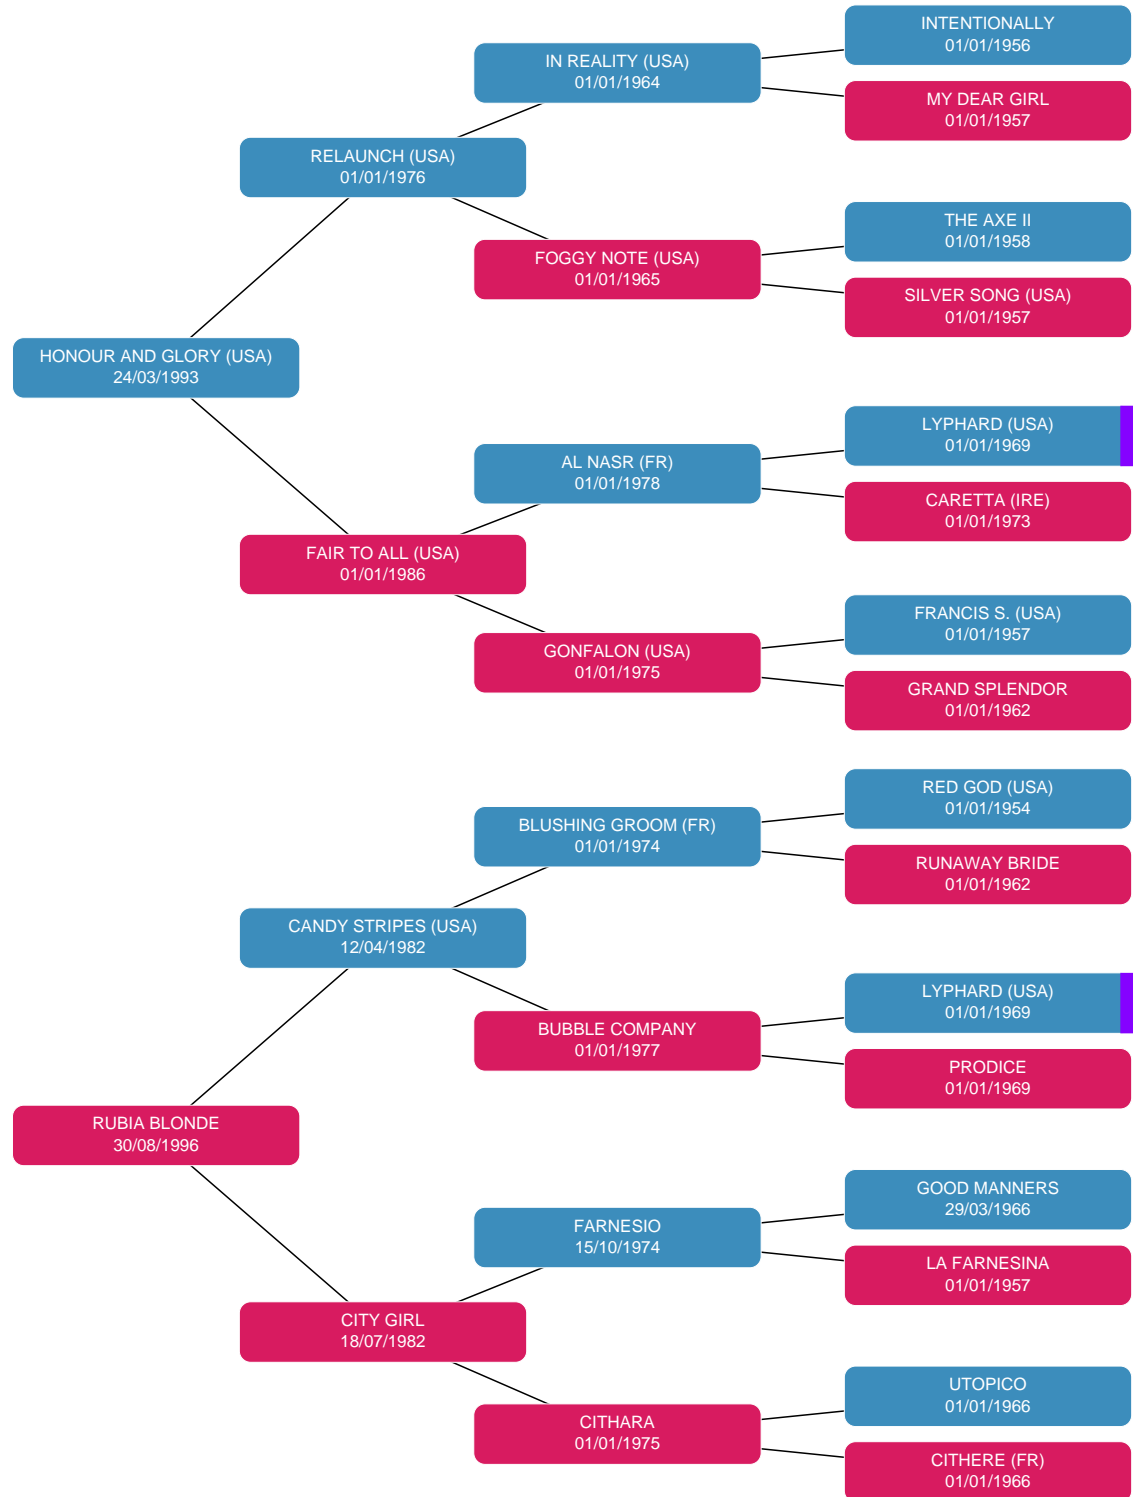 INTENTIONALLY
01/01/1956
IN REALITY (USA)
01/01/1964
MY DEAR GIRL
01/01/1957
RELAUNCH (USA)
01/01/1976
THE AXE II
01/01/1958
FOGGY NOTE (USA)
01/01/1965
SILVER SONG (USA)
01/01/1957
HONOUR AND GLORY (USA)
24/03/1993
LYPHARD (USA)
01/01/1969
AL NASR (FR)
01/01/1978
CARETTA (IRE)
01/01/1973
FAIR TO ALL (USA)
01/01/1986
FRANCIS S. (USA)
01/01/1957
GONFALON (USA)
01/01/1975
GRAND SPLENDOR
01/01/1962
RED GOD (USA)
01/01/1954
BLUSHING GROOM (FR)
01/01/1974
RUNAWAY BRIDE
01/01/1962
CANDY STRIPES (USA)
12/04/1982
LYPHARD (USA)
01/01/1969
BUBBLE COMPANY
01/01/1977
PRODICE
01/01/1969
RUBIA BLONDE
30/08/1996
GOOD MANNERS
29/03/1966
FARNESIO
15/10/1974
LA FARNESINA
01/01/1957
CITY GIRL
18/07/1982
UTOPICO
01/01/1966
CITHARA
01/01/1975
CITHERE (FR)
01/01/1966